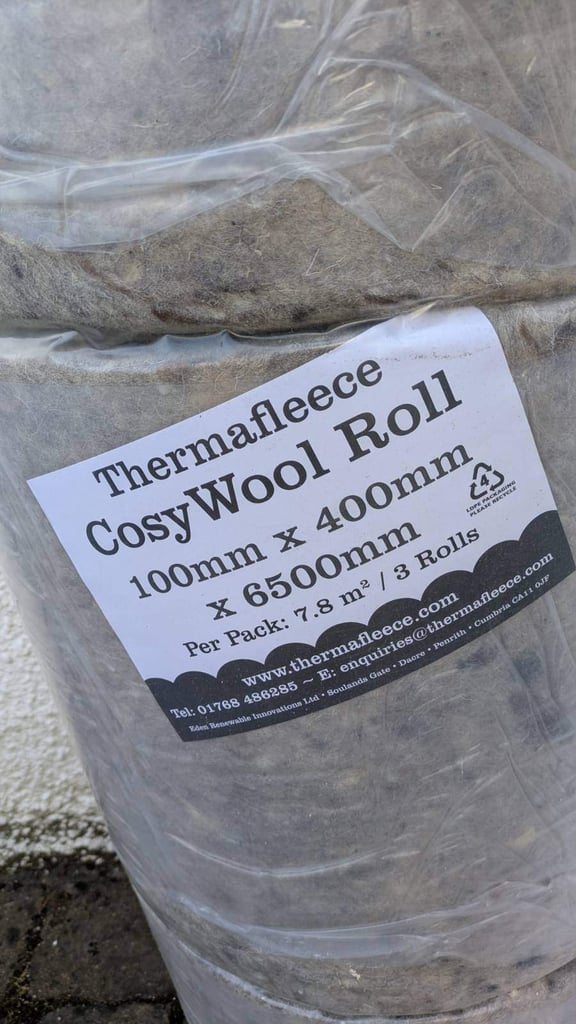 Thermafleece
CosyWool Roll
100mm x 400mm
x 6500mm
Per Pack: 7.8 m² / 3 Rolls
4
LDPE PACKAGING
PLEASE RECYCLE
www.thermafleece.com
Tel: 01768 486285 ~ E: enquiries@thermafleece.com
Eden Renewable Innovations Ltd • Soulands Gate • Dacre • Penrith • Cumbria CA11 0JF